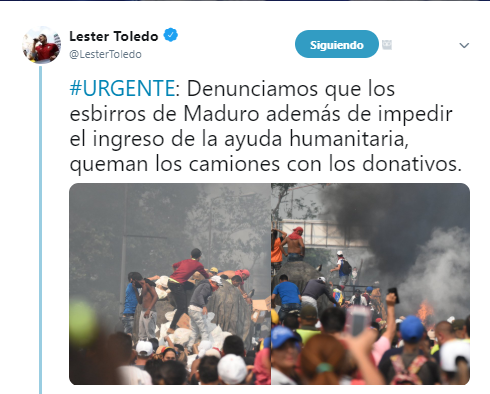 Lester Toledo
@LesterToledo
Siguiendo
#URGENTE: Denunciamos que los
esbirros de Maduro además de impedir
el ingreso de la ayuda humanitaria,
queman los camiones con los donativos.